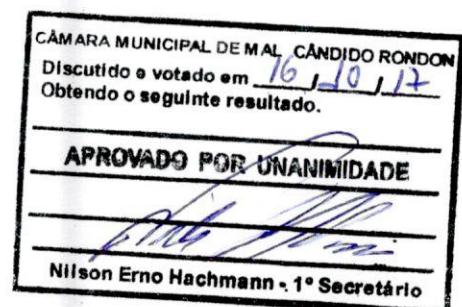 CÂMARA MUNICIPAL DE MAL CÂNDIDO RONDON
Discutido e votado em 16 / 10 / 17
Obtendo o seguinte resultado.
APROVADO POR UNANIMIDADE
Nilson Erno Hachmann - 1º Secretário